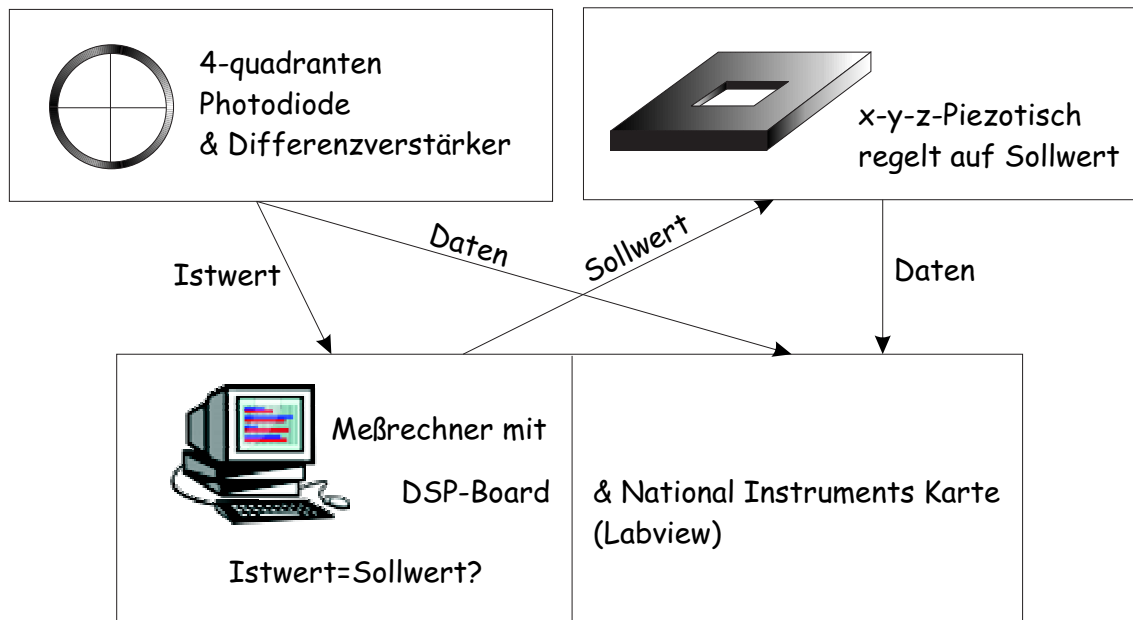 4-quadranten
Photodiode
& Differenzverstärker
x-y-z-Piezotisch
regelt auf Sollwert
Istwert
Daten
Sollwert
Daten
Meßrechner mit
DSP-Board
Istwert=Sollwert?
& National Instruments Karte
(Labview)